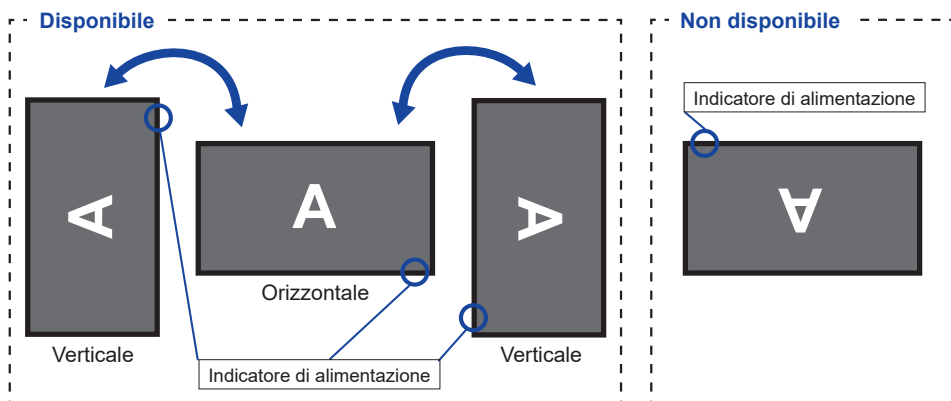 Disponibile
Non disponibile
Indicatore di alimentazione
A
A
A
A
Orizzontale
Verticale
Verticale
Indicatore di alimentazione